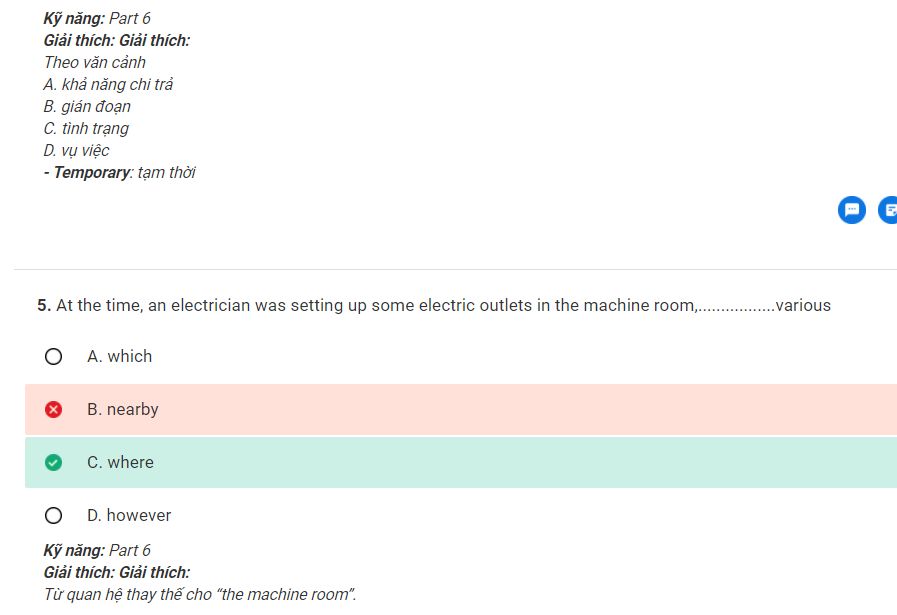 Kỹ năng: Part 6
Giải thích: Giải thích:
Theo văn cảnh
A. khả năng chi trả
B. gián đoạn
C. tình trạng
D. vụ việc
- Temporary: tạm thời
5. At the time, an electrician was setting up some electric outlets in the machine room,.................various
A. which
B. nearby
C. where
D. however
Kỹ năng: Part 6
Giải thích: Giải thích:
Từ quan hệ thay thế cho “the machine room”.